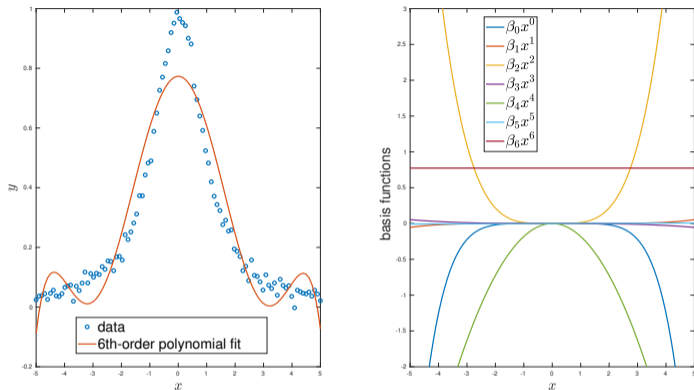 1
0.8
0.6
y
0.4
0.2
0
-0.2
data
6th-order polynomial fit
-5 -4 -3 -2 -1 0 1 2 3 4 5
x
3
2.5
2
1.5
1
0.5
0
-0.5
-1
-1.5
-2
basis functions
β₀x⁰
β₁x¹
β₂x²
β₃x³
β₄x⁴
β₅x⁵
β₆x⁶
-5 -4 -3 -2 -1 0 1 2 3 4 5
x